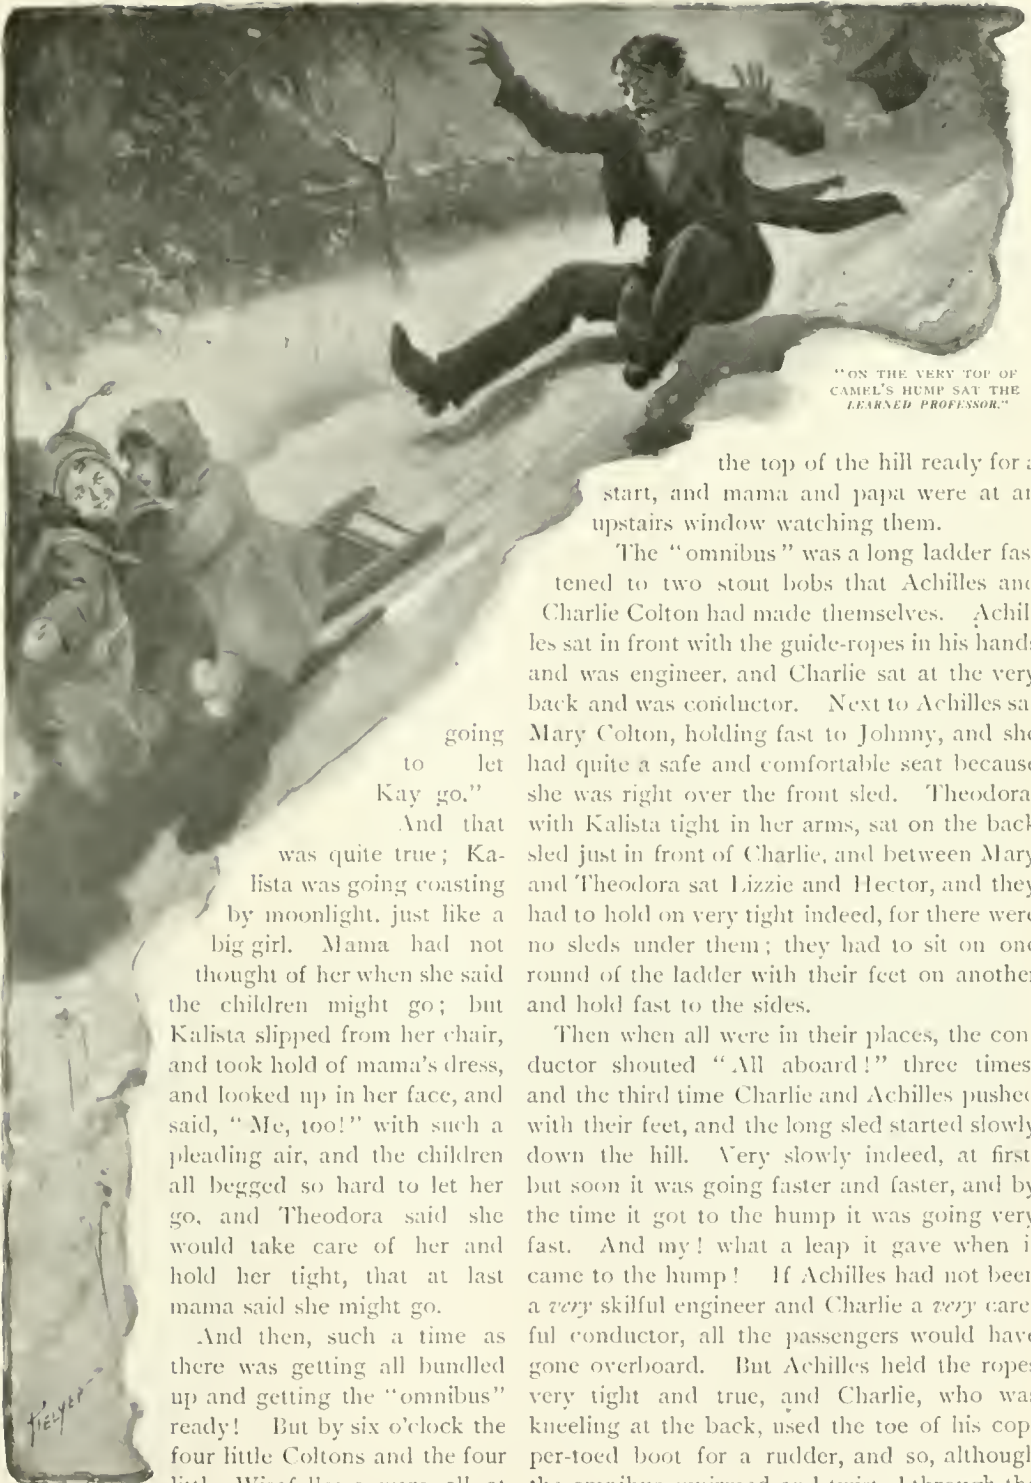 "ON THE VERY TOP OF
CAMEL'S HUMP SAT THE
LEARNED PROFESSOR."
going
to let
Kay go."
And that
was quite true; Ka-
lista was going coasting
by moonlight, just like a
big girl. Mama had not
thought of her when she said
the children might go; but
Kalista slipped from her chair,
and took hold of mama's dress,
and looked up in her face, and
said, "Me, too!" with such a
pleading air, and the children
all begged so hard to let her
go, and Theodora said she
would take care of her and
hold her tight, that at last
mama said she might go.
And then, such a time as
there was getting all bundled
up and getting the "omnibus"
ready! But by six o'clock the
four little Coltons and the four
little were all at
the top of the hill ready for a
start, and mama and papa were at an
upstairs window watching them.
The "omnibus" was a long ladder fas
tened to two stout bobs that Achilles and
Charlie Colton had made themselves. Achil
les sat in front with the guide-ropes in his hands
and was engineer, and Charlie sat at the very
back and was conductor. Next to Achilles sa
Mary Colton, holding fast to Johnny, and she
had quite a safe and comfortable seat because
she was right over the front sled. Theodora
with Kalista tight in her arms, sat on the back
sled just in front of Charlie, and between Mary
and Theodora sat Lizzie and Hector, and they
had to hold on very tight indeed, for there were
no sleds under them; they had to sit on one
round of the ladder with their feet on another
and hold fast to the sides.
Then when all were in their places, the con
ductor shouted "All aboard!" three times
and the third time Charlie and Achilles pushed
with their feet, and the long sled started slowly
down the hill. Very slowly indeed, at first
but soon it was going faster and faster, and by
the time it got to the hump it was going very
fast. And my! what a leap it gave when i
came to the hump! If Achilles had not been
a very skilful engineer and Charlie a very care
ful conductor, all the passengers would have
gone overboard. But Achilles held the ropes
very tight and true, and Charlie, who was
kneeling at the back, used the toe of his cop
per-toed boot for a rudder, and so, although